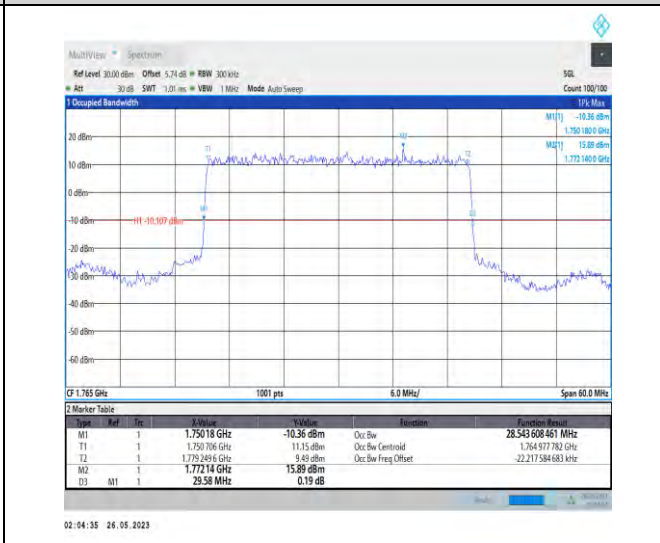 MultiView Spectrum
Ref Level 30.00 dBm Offset 5.74 dB RBW 300 kHz SGL
Att 30 dB SWT 1.01 ms VBW 1 MHz Mode Auto Sweep Count 100/100
1 Occupied Bandwidth 1Pk Max
M1[1] -10.36 dBm
1.750 180 0 GHz
M2[1] 15.89 dBm
1.772 140 0 GHz
20 dBm
T1
M2
T2
10 dBm
0 dBm
M1
D3
-10 dBm H1 -10.107 dBm
-20 dBm
-30 dBm
-40 dBm
-50 dBm
-60 dBm
CF 1.765 GHz 1001 pts 6.0 MHz/ Span 60.0 MHz
2 Marker Table
Type Ref Trc X-Value Y-Value Function Function Result
M1 1 1.750 18 GHz -10.36 dBm Occ Bw 28.543 608 461 MHz
T1 1 1.750 706 GHz 11.15 dBm Occ Bw Centroid 1.764 977 782 GHz
T2 1 1.779 249 6 GHz 9.49 dBm Occ Bw Freq Offset -22.217 584 683 kHz
M2 1 1.772 14 GHz 15.89 dBm
D3 M1 1 29.58 MHz 0.19 dB
02:04:35 26.05.2023